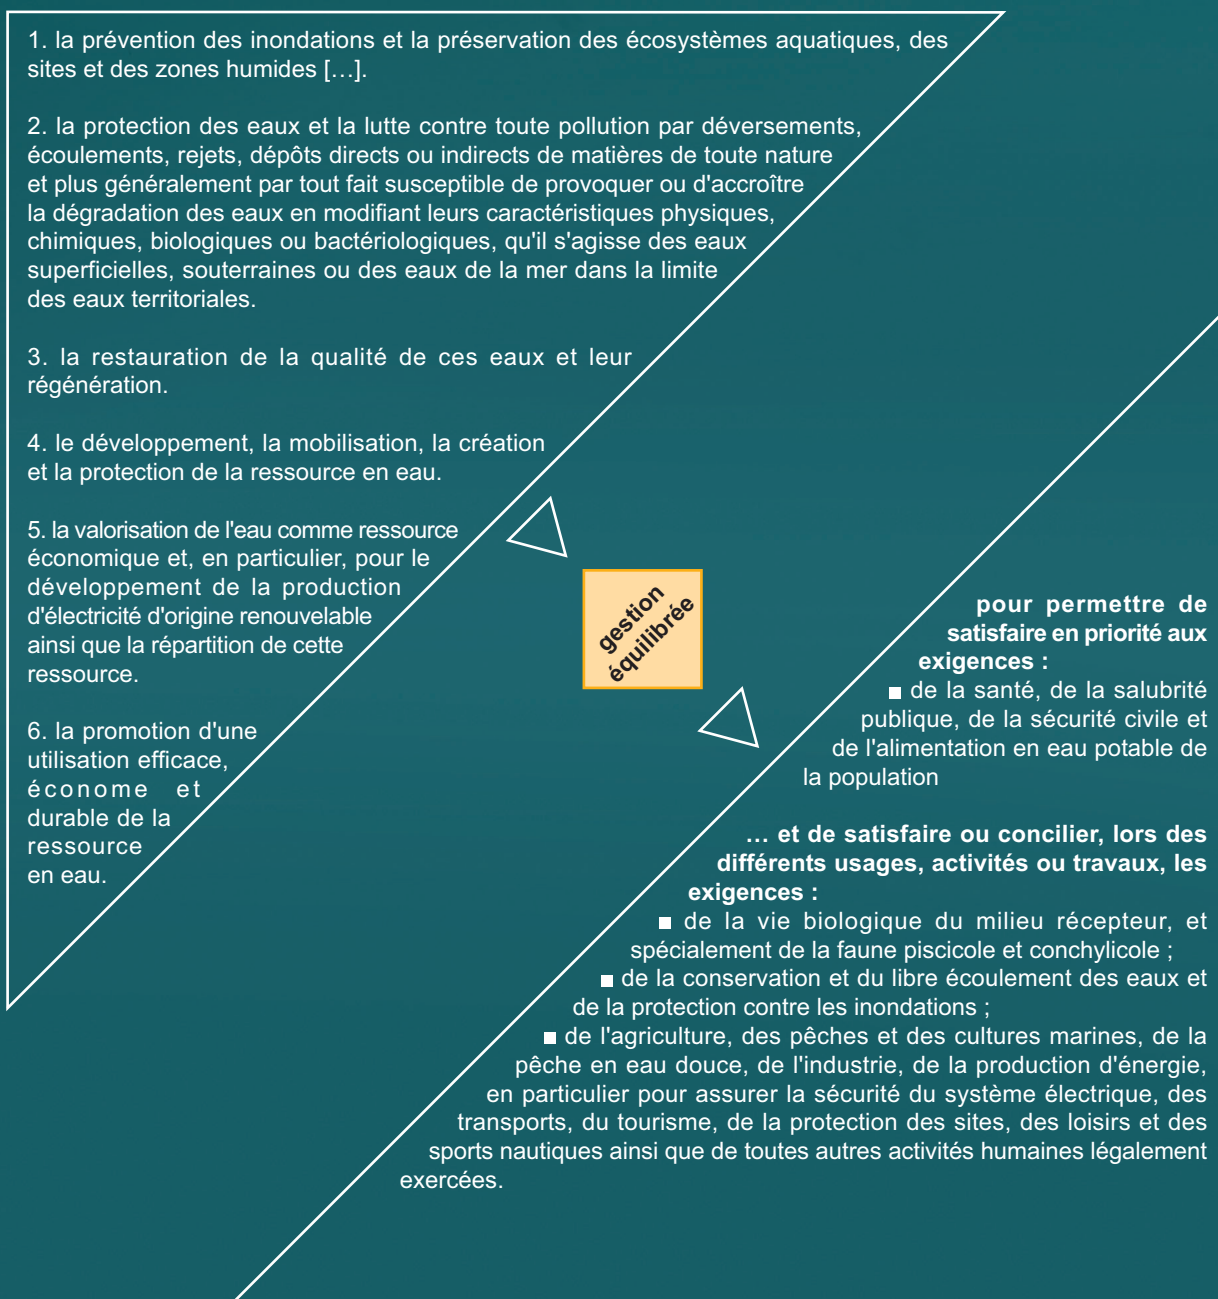 1. la prévention des inondations et la préservation des écosystèmes aquatiques, des
sites et des zones humides […].
2. la protection des eaux et la lutte contre toute pollution par déversements,
écoulements, rejets, dépôts directs ou indirects de matières de toute nature
et plus généralement par tout fait susceptible de provoquer ou d'accroître
la dégradation des eaux en modifiant leurs caractéristiques physiques,
chimiques, biologiques ou bactériologiques, qu'il s'agisse des eaux
superficielles, souterraines ou des eaux de la mer dans la limite
des eaux territoriales.
3. la restauration de la qualité de ces eaux et leur
régénération.
4. le développement, la mobilisation, la création
et la protection de la ressource en eau.
5. la valorisation de l'eau comme ressource
économique et, en particulier, pour le
développement de la production
d'électricité d'origine renouvelable
ainsi que la répartition de cette
ressource.
6. la promotion d'une
utilisation efficace,
économe et
durable de la
ressource
en eau.
gestion
équilibrée
pour permettre de
satisfaire en priorité aux
exigences :
■ de la santé, de la salubrité
publique, de la sécurité civile et
de l'alimentation en eau potable de
la population
… et de satisfaire ou concilier, lors des
différents usages, activités ou travaux, les
exigences :
■ de la vie biologique du milieu récepteur, et
spécialement de la faune piscicole et conchylicole ;
■ de la conservation et du libre écoulement des eaux et
de la protection contre les inondations ;
■ de l'agriculture, des pêches et des cultures marines, de la
pêche en eau douce, de l'industrie, de la production d'énergie,
en particulier pour assurer la sécurité du système électrique, des
transports, du tourisme, de la protection des sites, des loisirs et des
sports nautiques ainsi que de toutes autres activités humaines légalement
exercées.